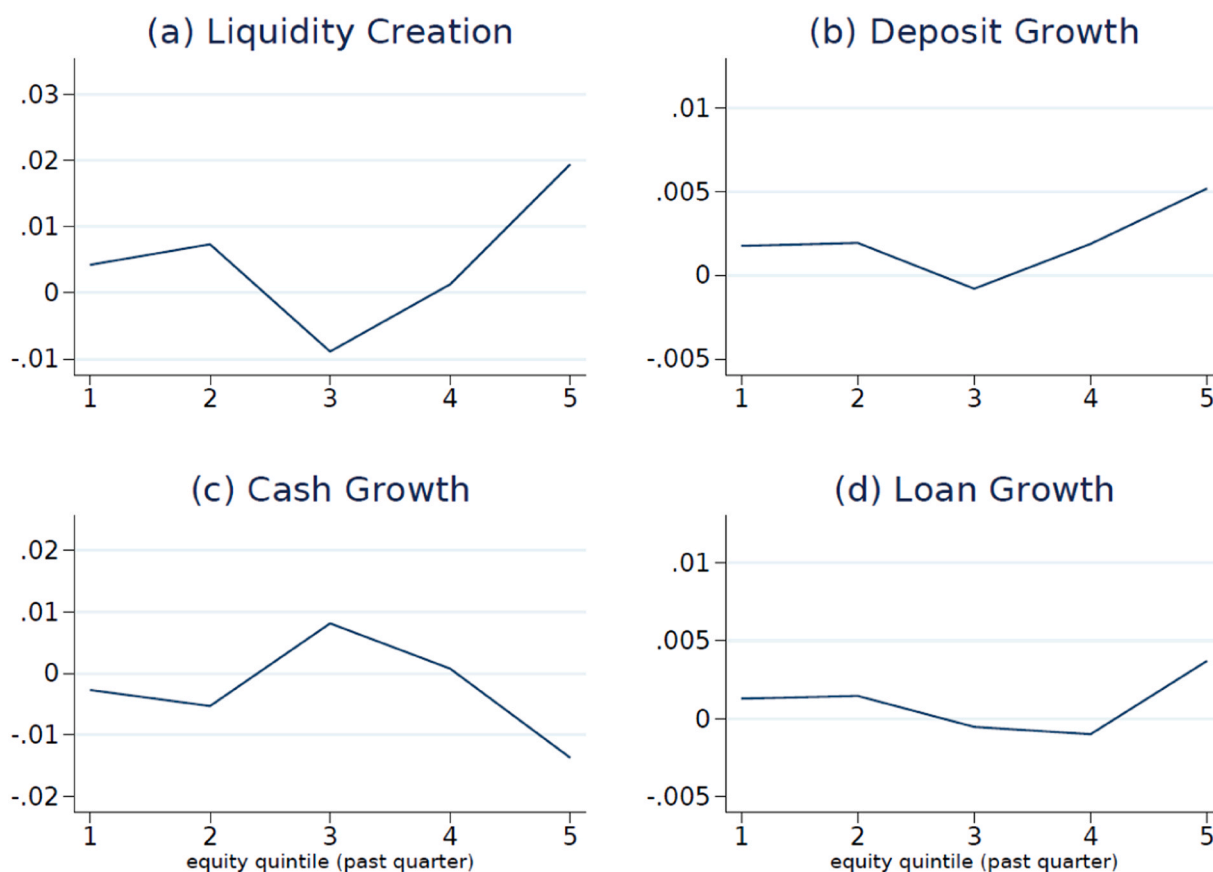 (a) Liquidity Creation
.03
.02
.01
0
-.01
1 2 3 4 5
(b) Deposit Growth
.01
.005
0
-.005
1 2 3 4 5
(c) Cash Growth
.02
.01
0
-.01
-.02
1 2 3 4 5
equity quintile (past quarter)
(d) Loan Growth
.01
.005
0
-.005
1 2 3 4 5
equity quintile (past quarter)